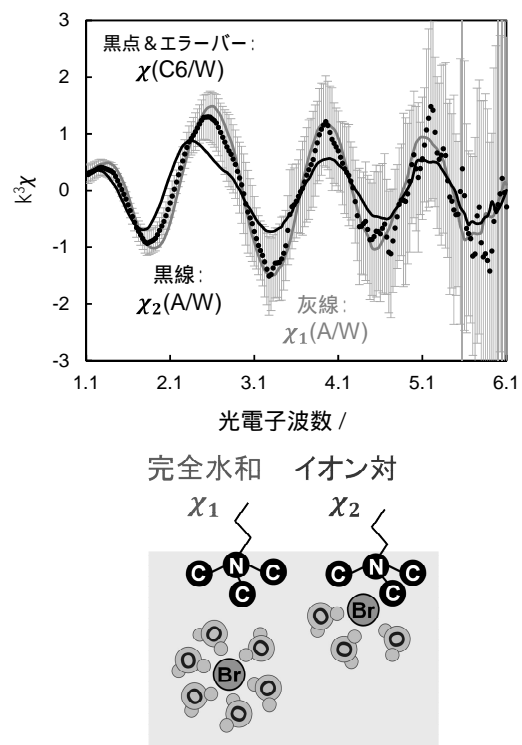 3
2
1
0
-1
-2
-3
k³χ
黒点＆エラーバー：
χ(C6/W)
黒線：
χ₂(A/W)
灰線：
χ₁(A/W)
1.1 2.1 3.1 4.1 5.1 6.1
光電子波数 /
完全水和 イオン対
χ₁ χ₂
N C C C
N C C C
Br O O O O O O
Br O O O